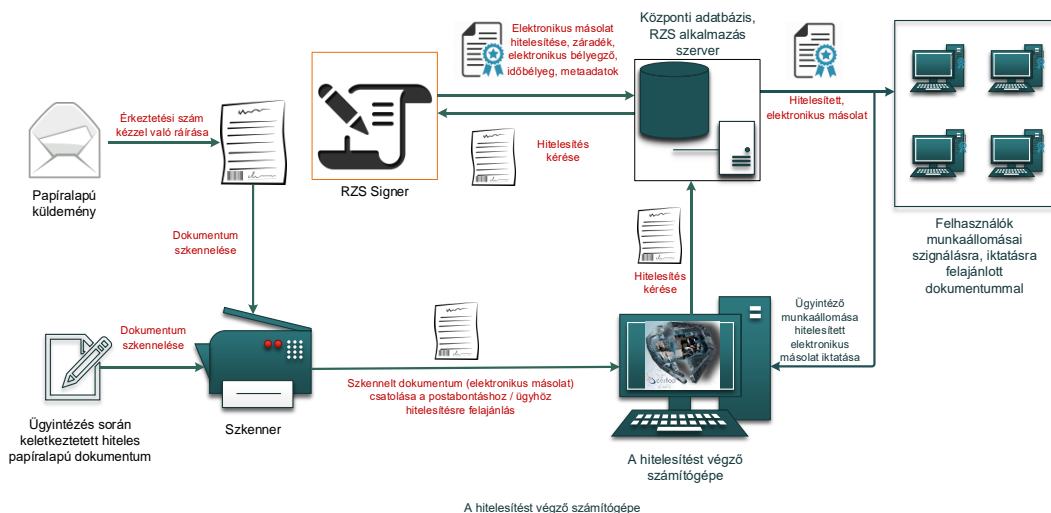 Elektronikus másolat
hitelesítése, záradék,
elektronikus bélyegző,
időbélyeg, metaadatok
Központi adatbázis,
RZS alkalmazás
szerver
Érkeztetési szám
kézzel való ráírása
Hitelesített,
elektronikus másolat
Hitelesítés
kérése
Papíralapú
küldemény
RZS Signer
Felhasználók
munkaállomásai
szignálásra, iktatásra
felajánlott
dokumentummal
Dokumentum
szkennelése
Hitelesítés
kérése
Ügyintéző
munkaállomása
hitelesített
elektronikus
másolat iktatása
Dokumentum
szkennelése
Szkennelt dokumentum (elektronikus másolat)
csatolása a postabontáshoz / ügyhöz
hitelesítésre felajánlás
Ügyintézés során
keletkeztetett hiteles
papíralapú dokumentum
Szkenner
A hitelesítést végző
számítógépe
A hitelesítést végző számítógépe